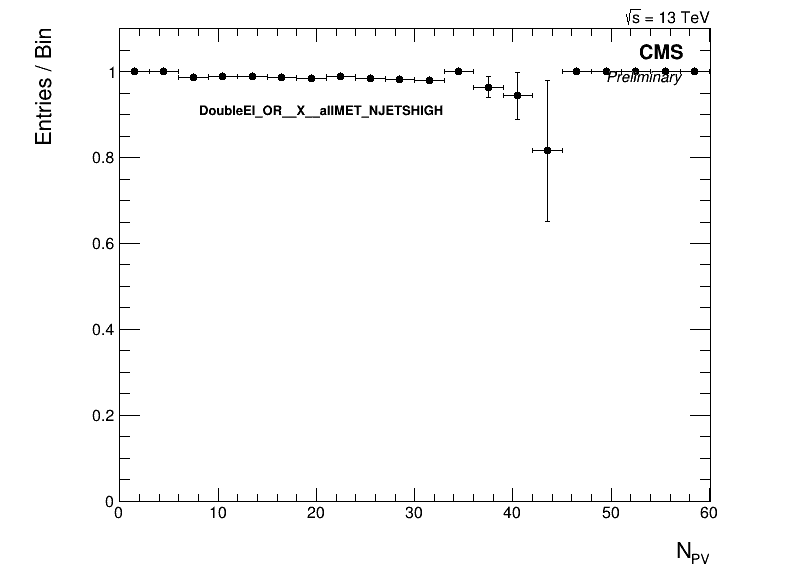 √s = 13 TeV
CMS
Preliminary
Entries / Bin
DoubleEl_OR__X__allMET_NJETSHIGH
1
0.8
0.6
0.4
0.2
0
0 10 20 30 40 50 60
N_PV